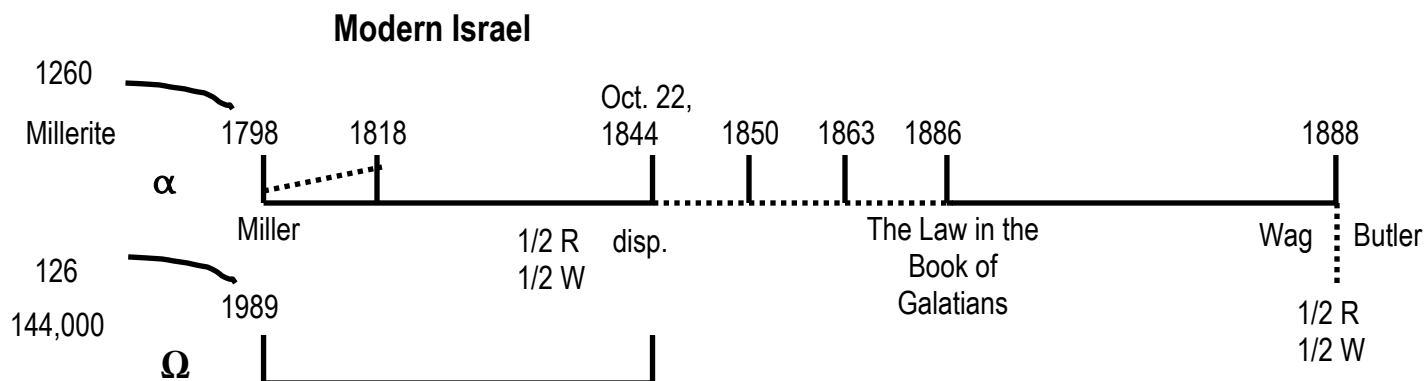 Modern Israel
1260
Oct. 22,
Millerite 1798 1818 1844 1850 1863 1886 1888
α
Miller 1/2 R disp. The Law in the Wag Butler
1/2 W Book of
Galatians
126
1989
144,000 1/2 R
1/2 W
Ω